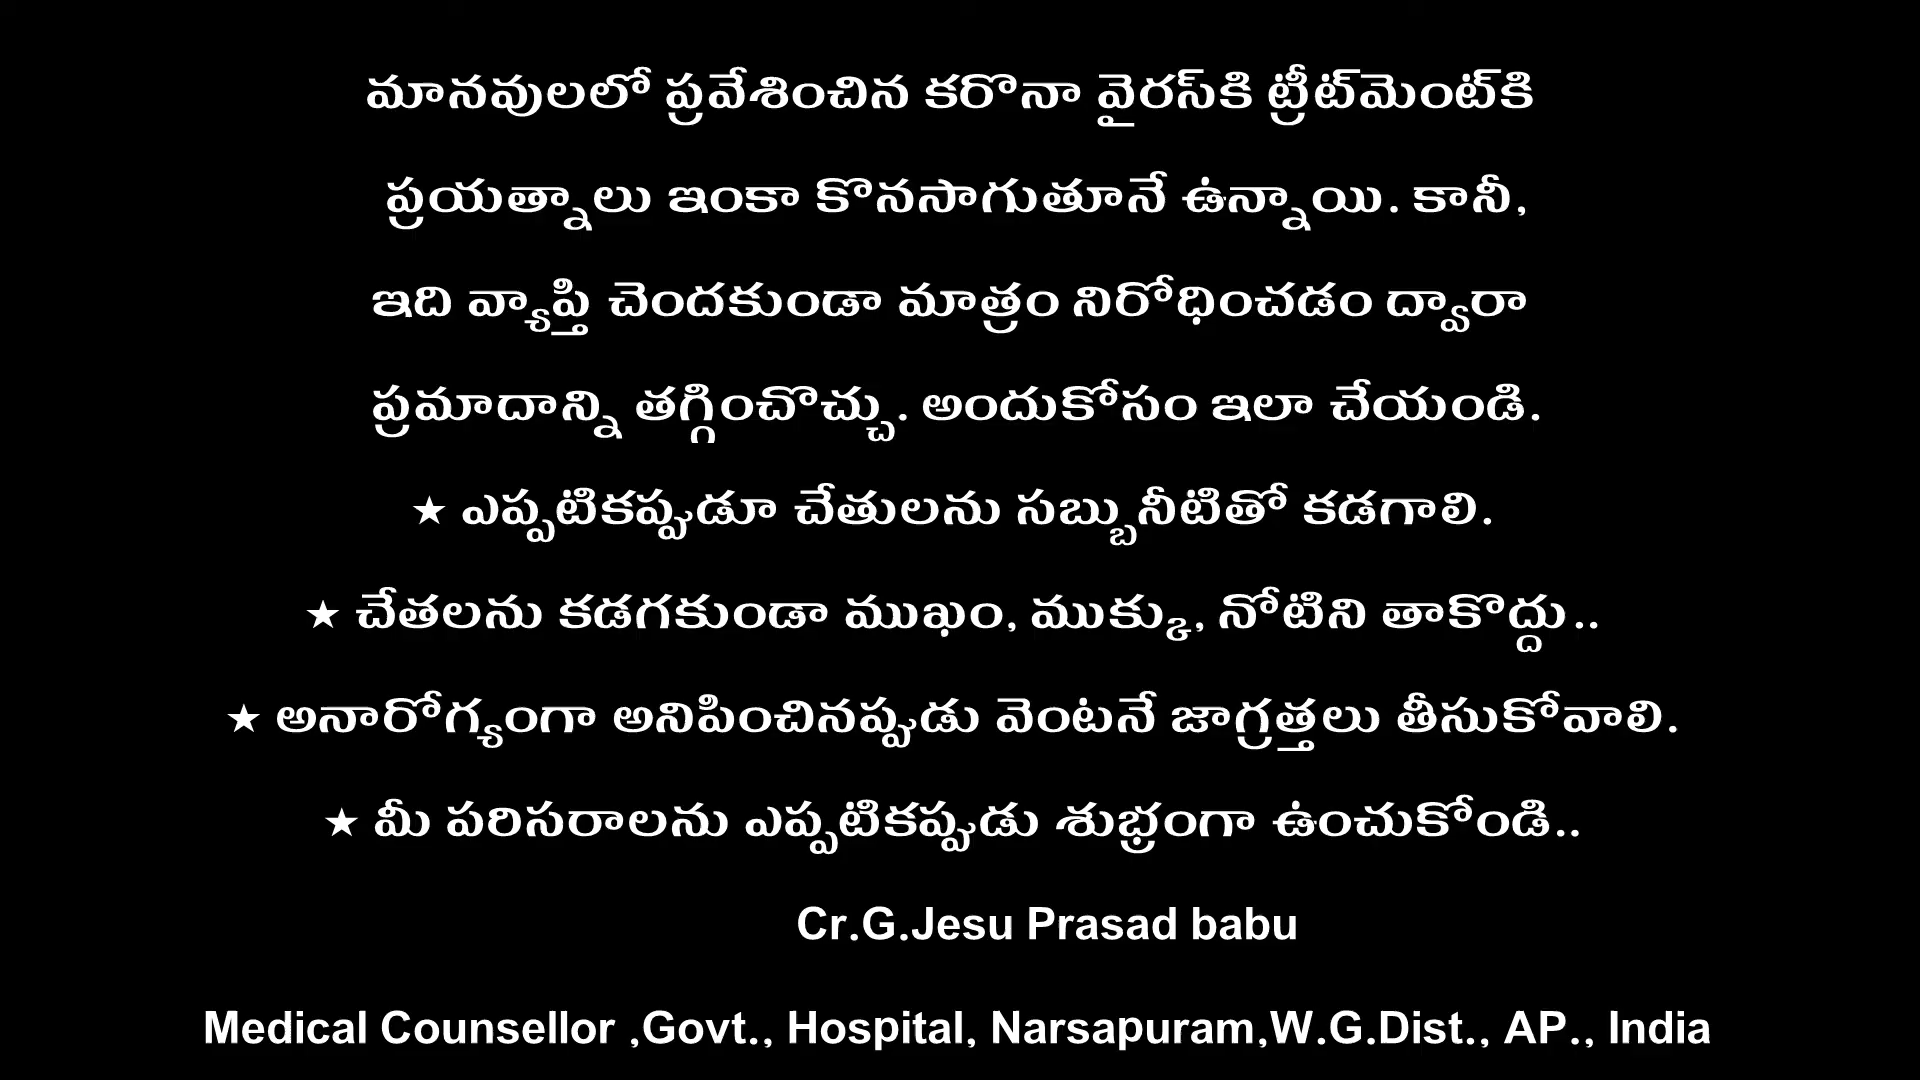 మానవులలో ప్రవేశించిన కరొనా వైరస్‌కి ట్రీట్‌మెంట్‌కి
ప్రయత్నాలు ఇంకా కొనసాగుతూనే ఉన్నాయి. కానీ,
ఇది వ్యాప్తి చెందకుండా మాత్రం నిరోధించడం ద్వారా
ప్రమాదాన్ని తగ్గించొచ్చు. అందుకోసం ఇలా చేయండి.
★ ఎప్పటికప్పుడూ చేతులను సబ్బునీటితో కడగాలి.
★ చేతలను కడగకుండా ముఖం, ముక్కు, నోటిని తాకొద్దు..
★ అనారోగ్యంగా అనిపించినప్పుడు వెంటనే జాగ్రత్తలు తీసుకోవాలి.
★ మీ పరిసరాలను ఎప్పటికప్పుడు శుభ్రంగా ఉంచుకోండి..
Cr.G.Jesu Prasad babu
Medical Counsellor ,Govt., Hospital, Narsapuram,W.G.Dist., AP., India